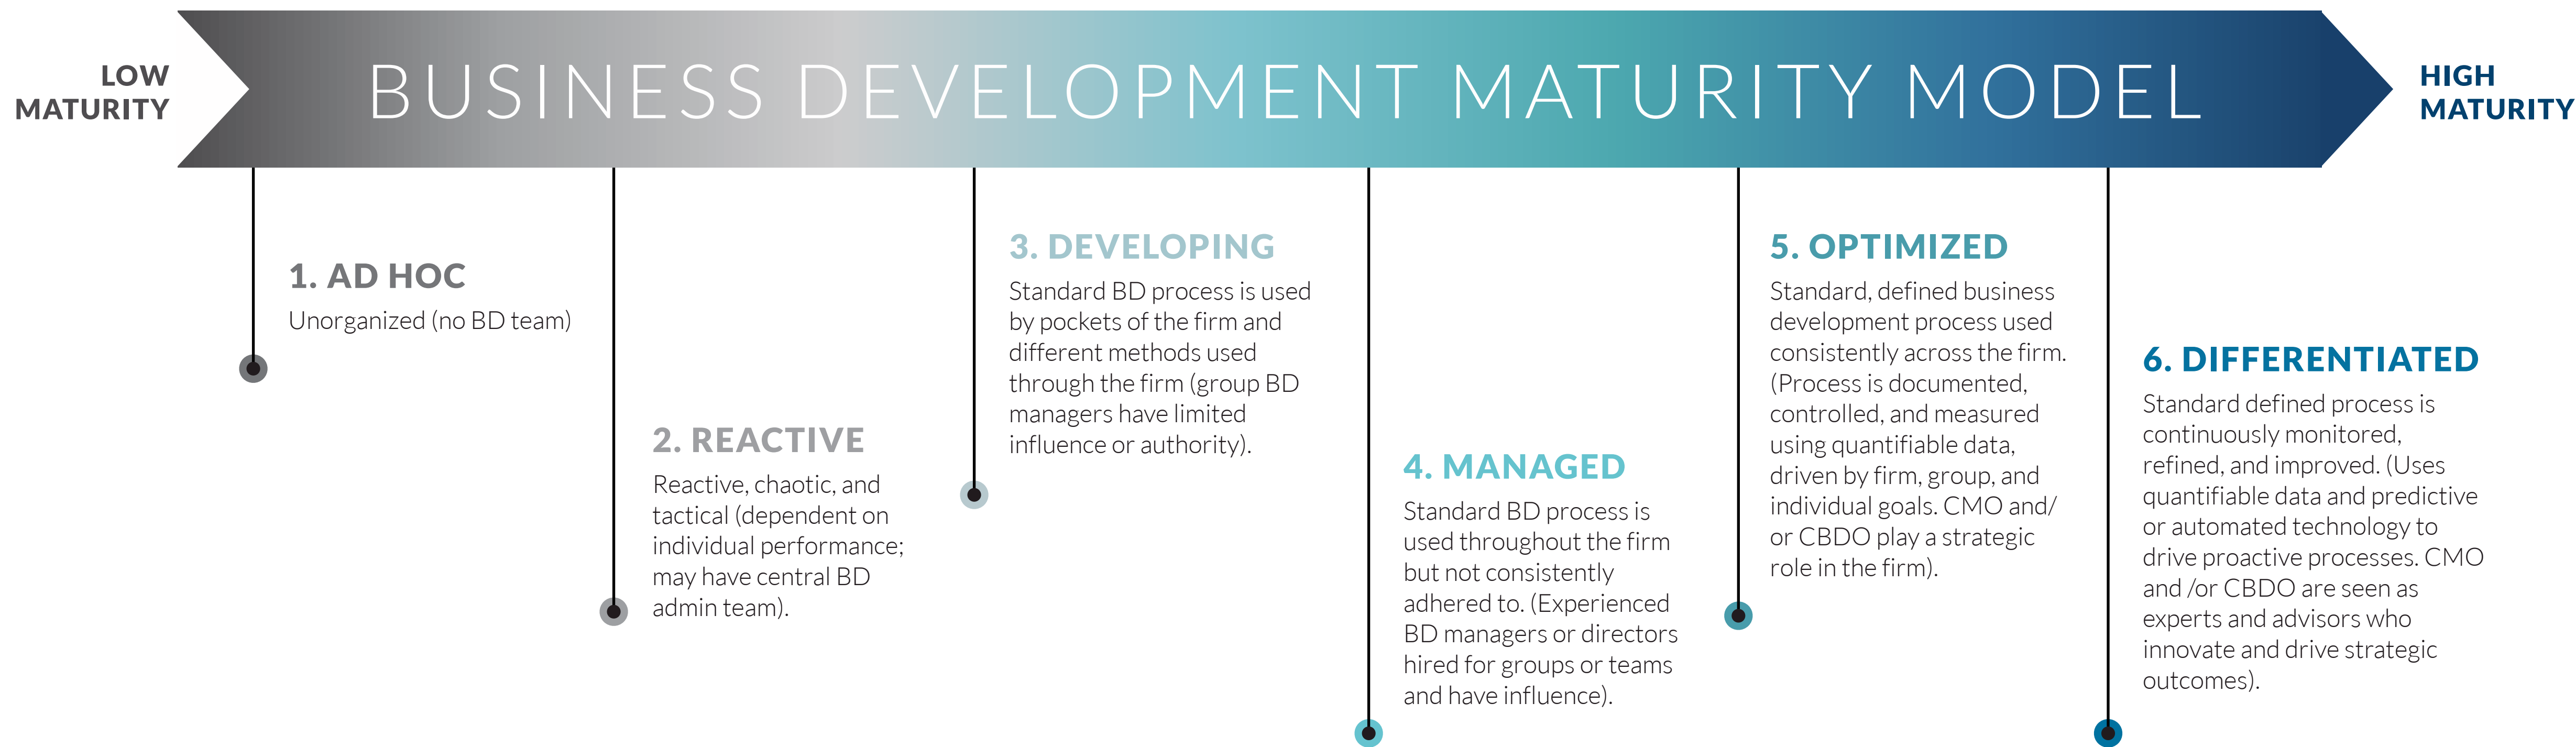 LOW
MATURITY
BUSINESS DEVELOPMENT MATURITY MODEL
HIGH
MATURITY
1. AD HOC
Unorganized (no BD team)
2. REACTIVE
Reactive, chaotic, and
tactical (dependent on
individual performance;
may have central BD
admin team).
3. DEVELOPING
Standard BD process is used
by pockets of the firm and
different methods used
through the firm (group BD
managers have limited
influence or authority).
4. MANAGED
Standard BD process is
used throughout the firm
but not consistently
adhered to. (Experienced
BD managers or directors
hired for groups or teams
and have influence).
5. OPTIMIZED
Standard, defined business
development process used
consistently across the firm.
(Process is documented,
controlled, and measured
using quantifiable data,
driven by firm, group, and
individual goals. CMO and/
or CBDO play a strategic
role in the firm).
6. DIFFERENTIATED
Standard defined process is
continuously monitored,
refined, and improved. (Uses
quantifiable data and predictive
or automated technology to
drive proactive processes. CMO
and /or CBDO are seen as
experts and advisors who
innovate and drive strategic
outcomes).